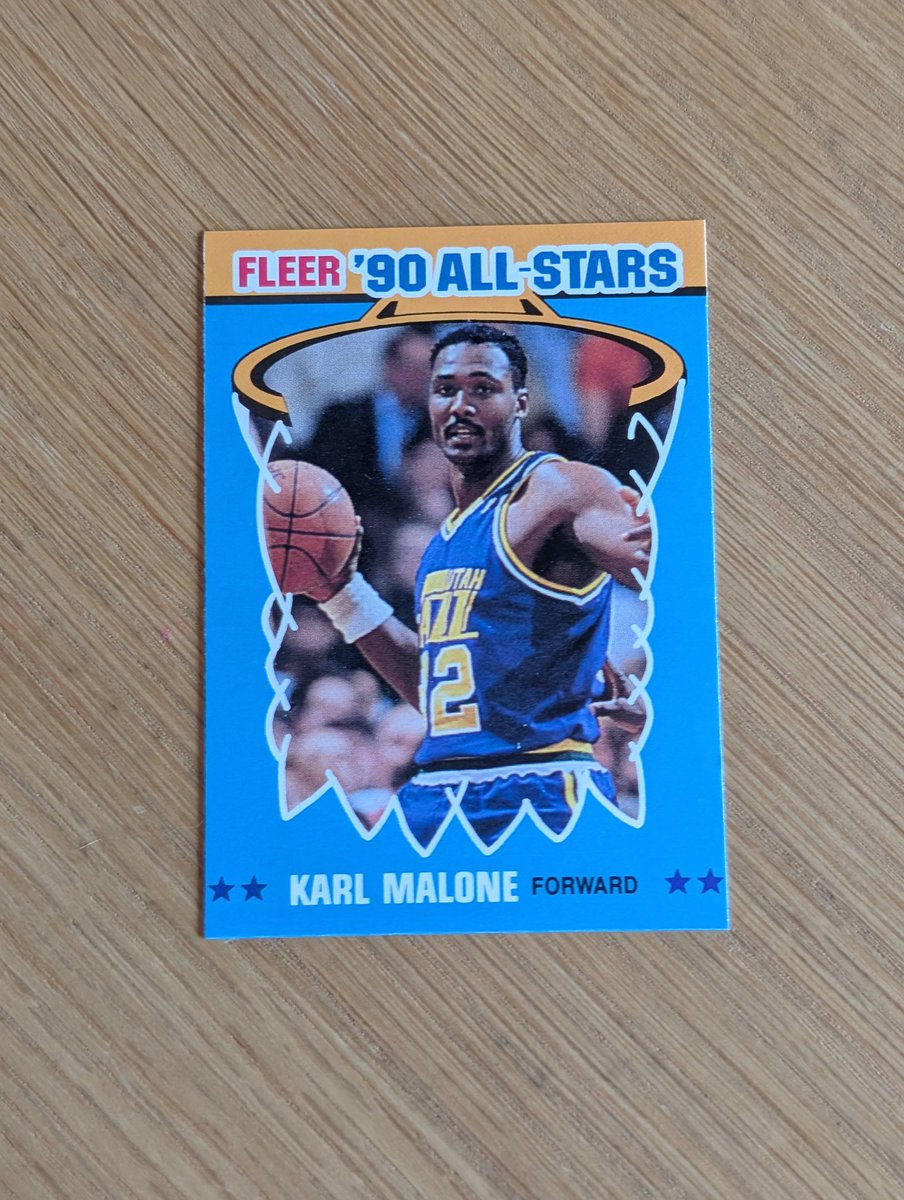 FLEER '90 ALL-STARS
UTAH
JAZZ
32
KARL MALONE FORWARD